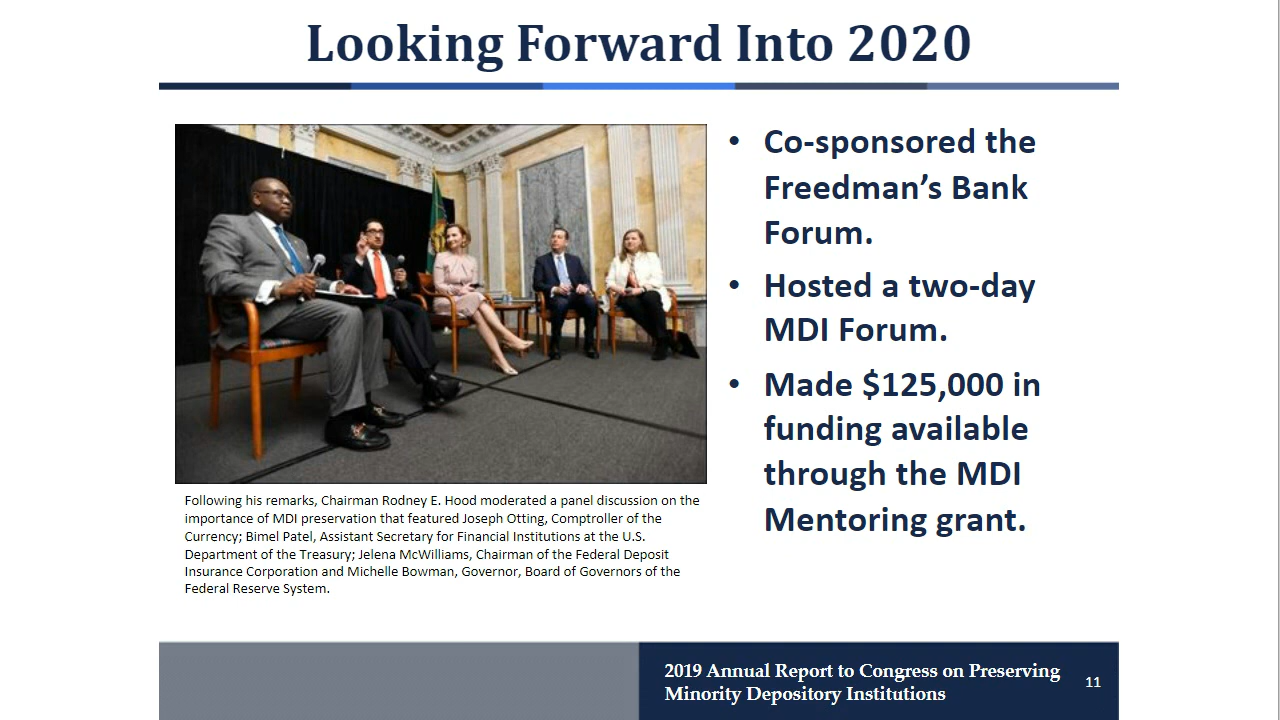 Looking Forward Into 2020
• Co-sponsored the
Freedman's Bank
Forum.
• Hosted a two-day
MDI Forum.
• Made $125,000 in
funding available
through the MDI
Mentoring grant.
Following his remarks, Chairman Rodney E. Hood moderated a panel discussion on the
importance of MDI preservation that featured Joseph Otting, Comptroller of the
Currency; Bimel Patel, Assistant Secretary for Financial Institutions at the U.S.
Department of the Treasury; Jelena McWilliams, Chairman of the Federal Deposit
Insurance Corporation and Michelle Bowman, Governor, Board of Governors of the
Federal Reserve System.
2019 Annual Report to Congress on Preserving
Minority Depository Institutions
11